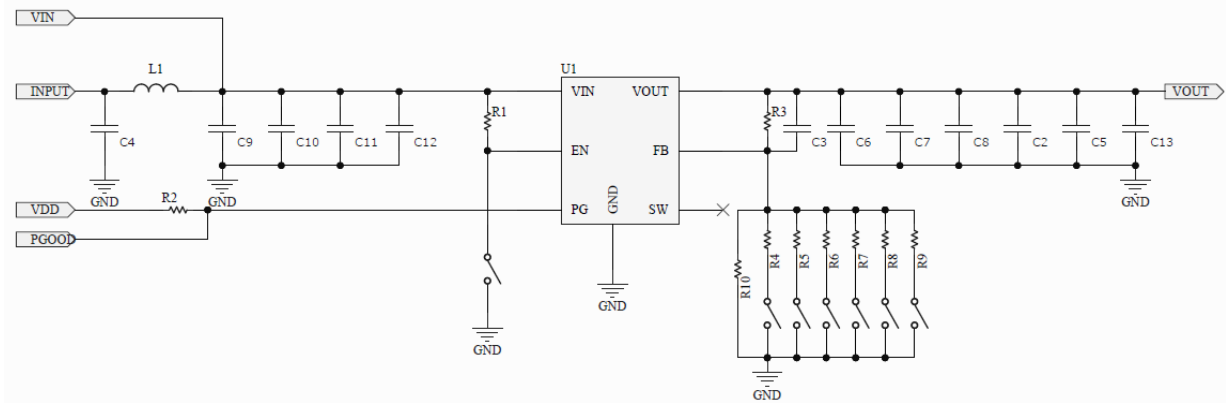 VIN
INPUT
L1
C4
C9
C10
C11
C12
GND
GND
R1
U1
VIN
VOUT
EN
FB
PG
GND
SW
R3
C3
C6
C7
C8
C2
C5
C13
VOUT
GND
R2
VDD
PGOOD
GND
GND
R10
R4
R5
R6
R7
R8
R9
GND